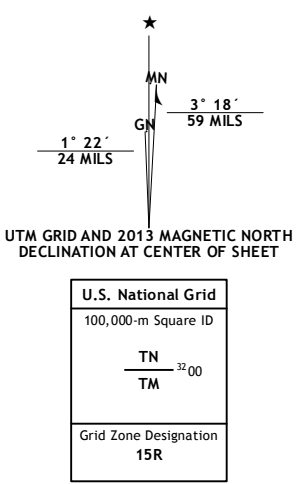 ★
MN
3° 18´
59 MILS
GN
1° 22´
24 MILS
UTM GRID AND 2013 MAGNETIC NORTH
DECLINATION AT CENTER OF SHEET
U.S. National Grid
100,000-m Square ID
TN
3200
TM
Grid Zone Designation
15R